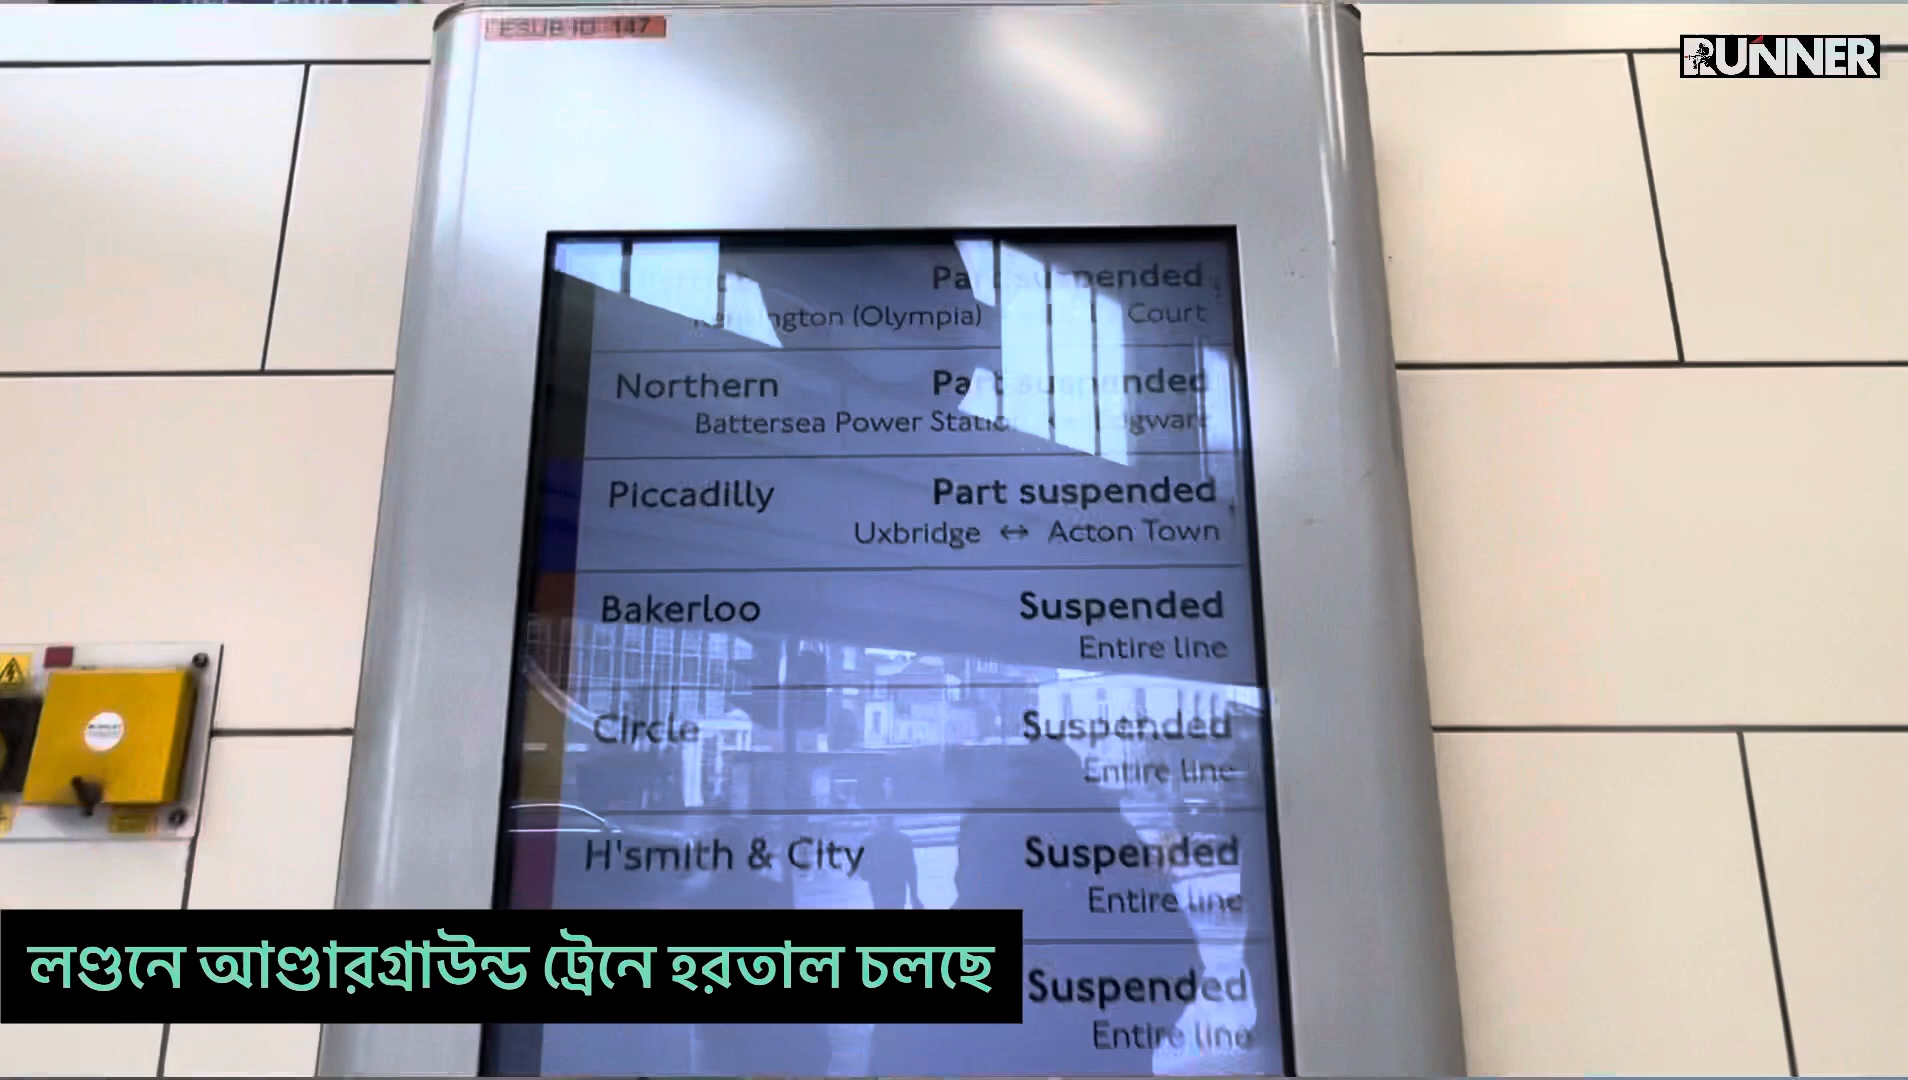 ESUB ID 147
RUNNER
Part suspended
(Olympia) Court
Northern Part suspended
Battersea Power
Piccadilly Part suspended
Uxbridge ↔ Acton Town
Bakerloo Suspended
Entire line
Circle Suspended
Entire line
H'smith & City Suspended
Entire line
Suspended
Entire line
লণ্ডনে আণ্ডারগ্রাউন্ড ট্রেনে হরতাল চলছে